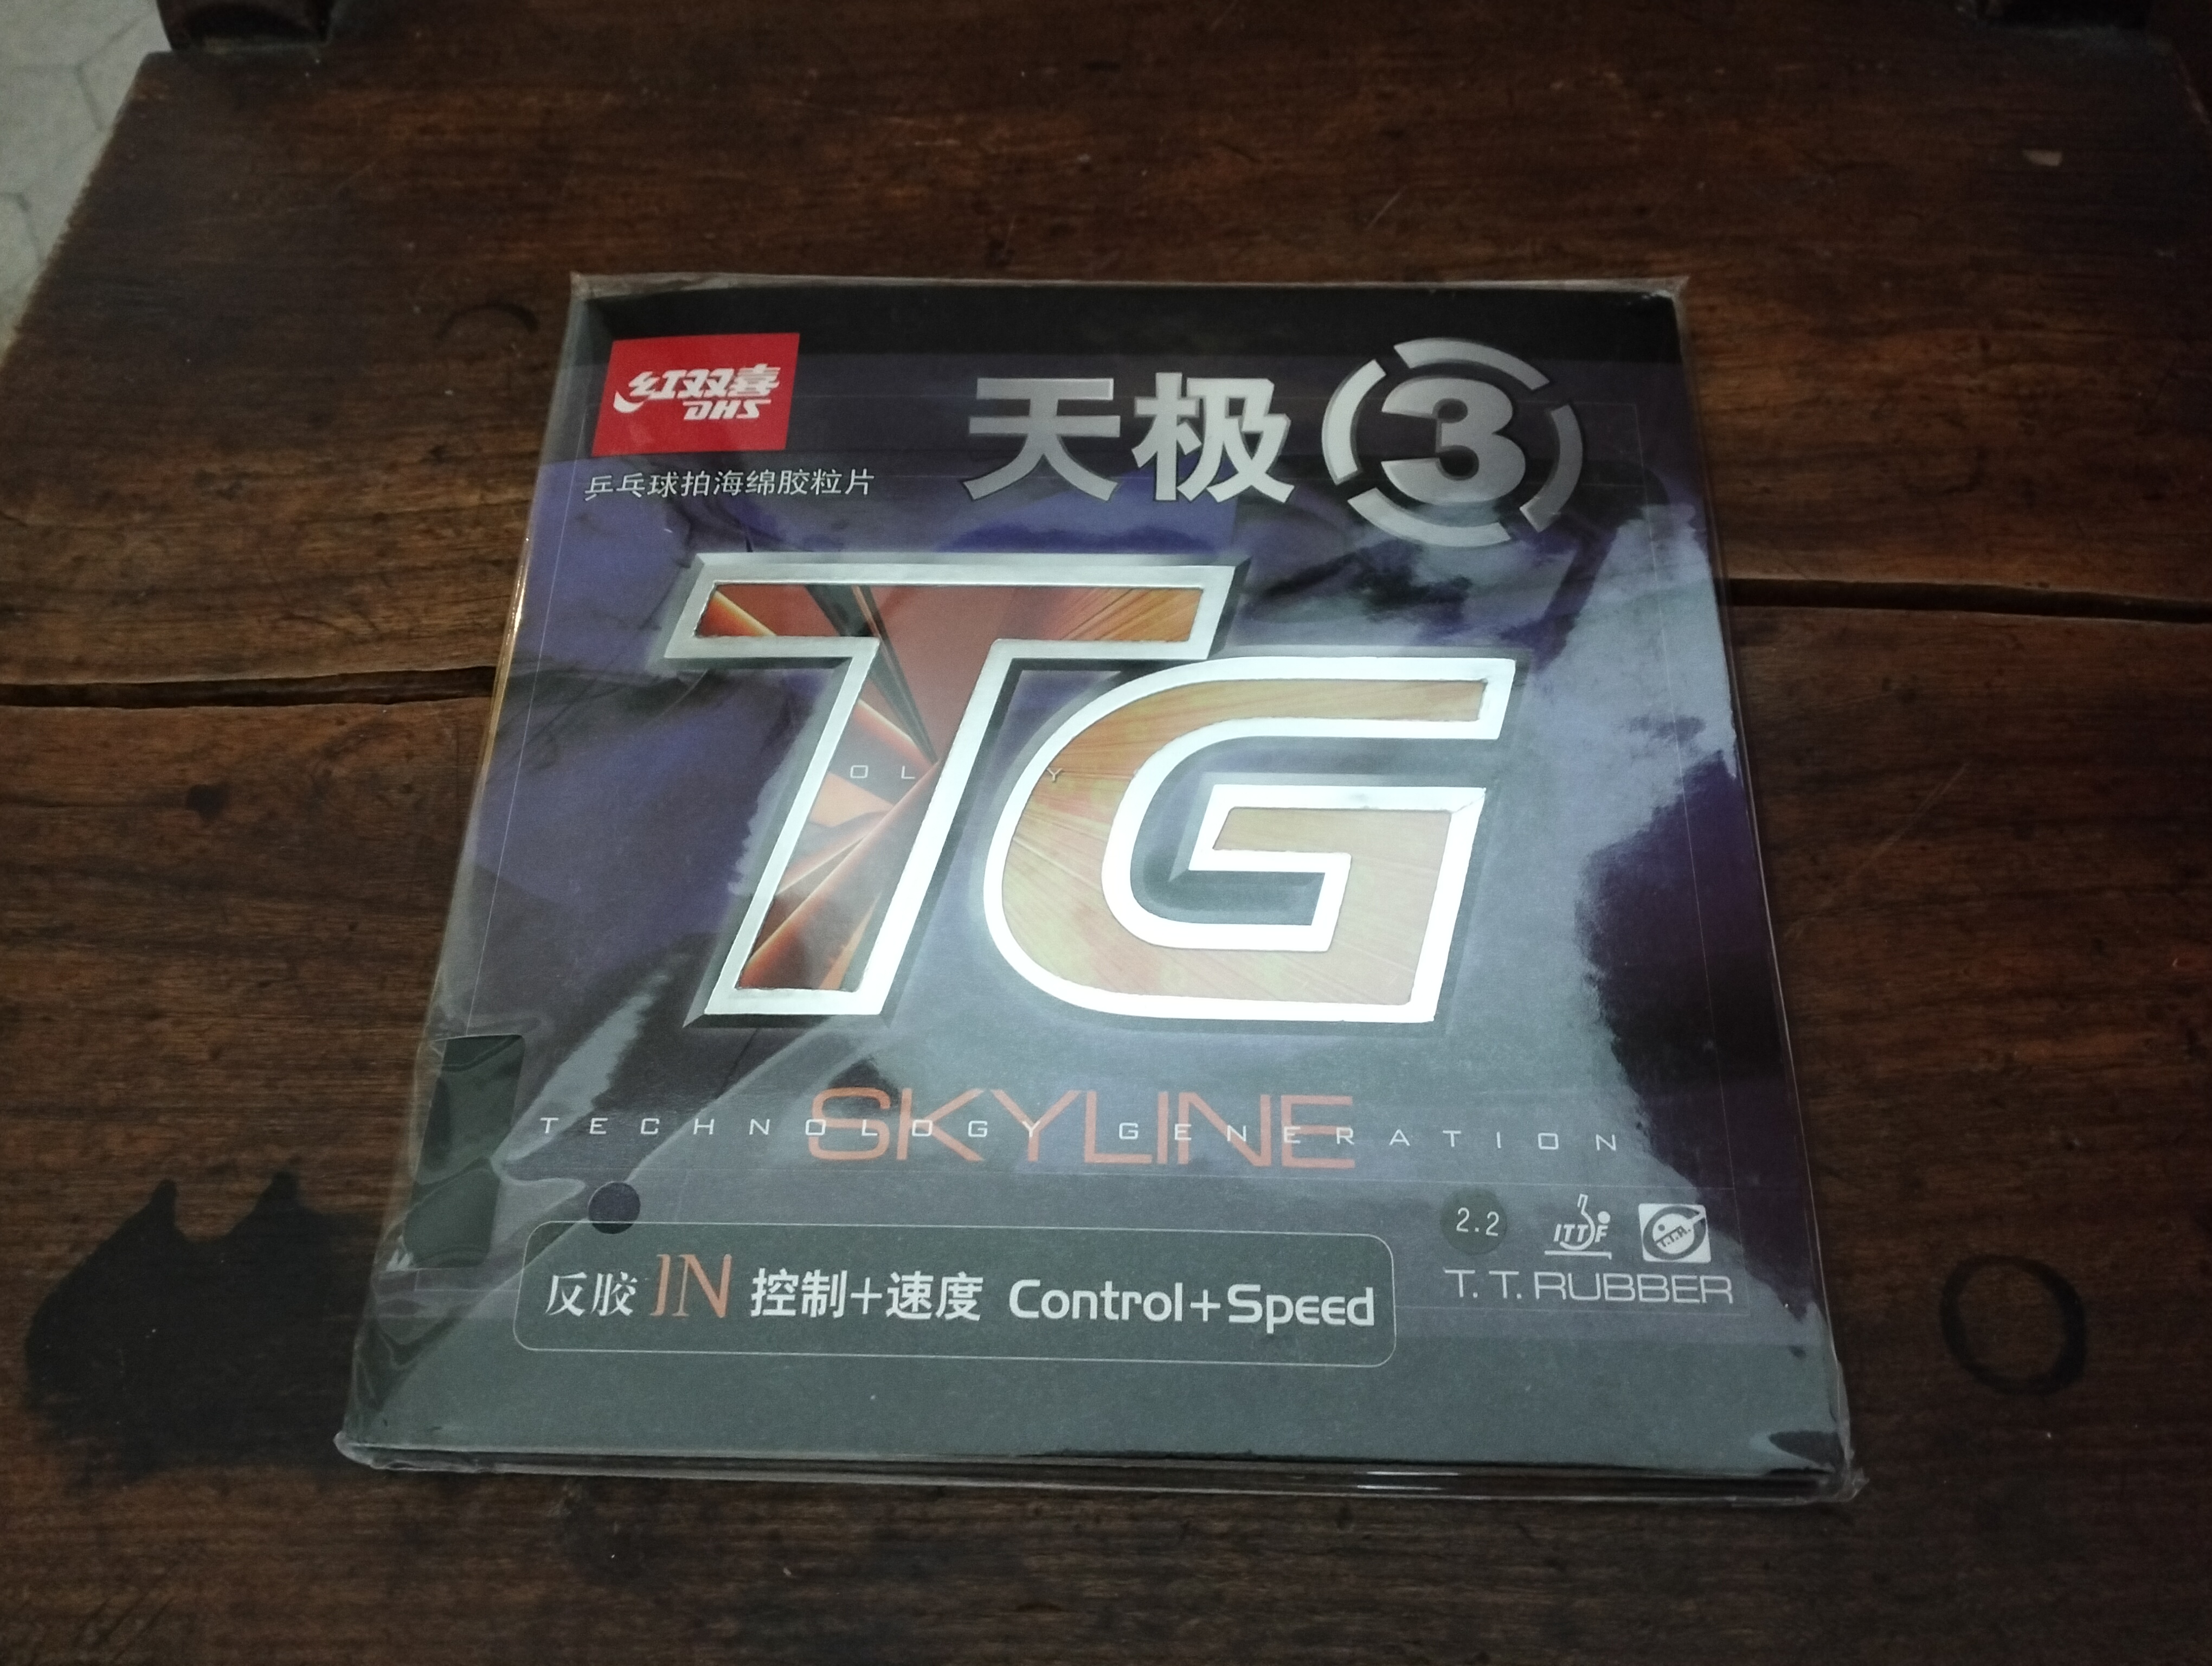 红双喜
DHS
天极 3
乒乓球拍海绵胶粒片
TG
SKYLINE
TECHNOLOGY GENERATION
2.2
ITTF
T.T.R.
T. T. RUBBER
反胶 IN 控制+速度 Control+Speed